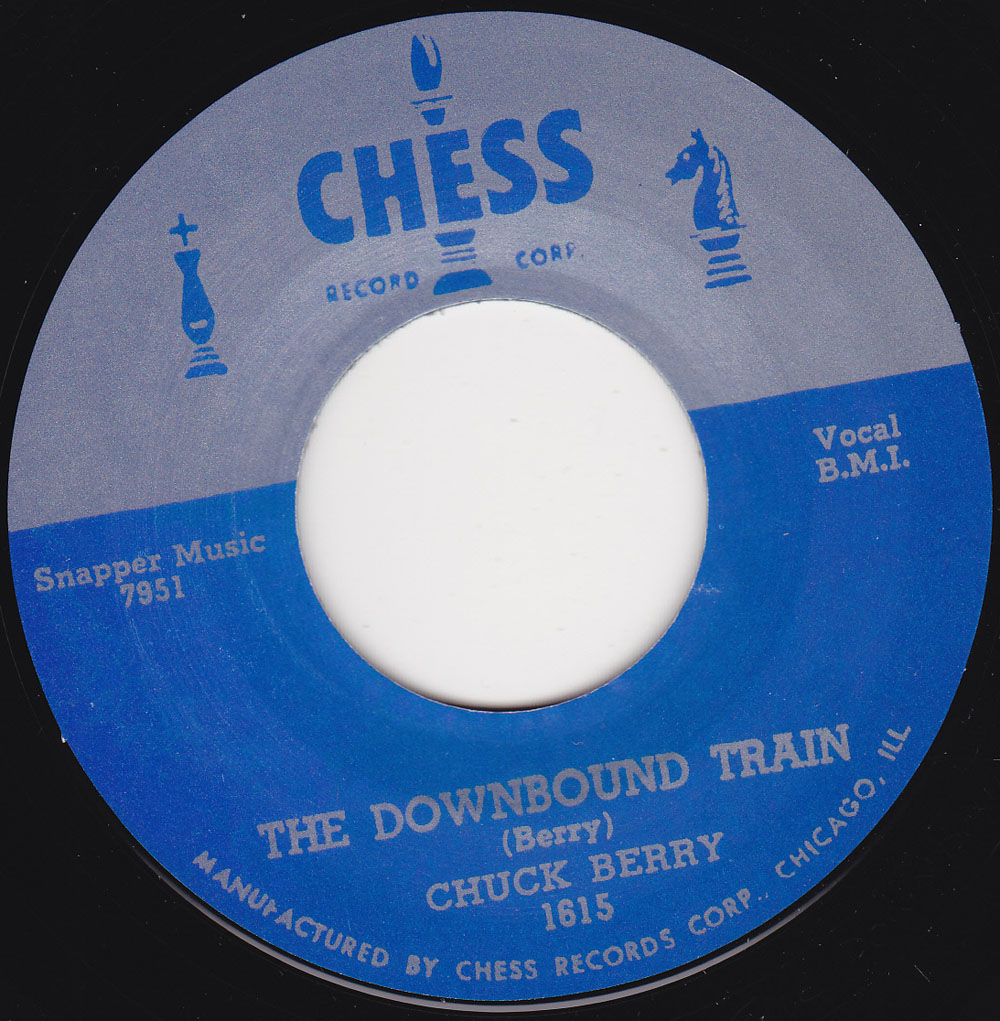 CHESS
RECORD CORP.
Vocal
B.M.I.
Snapper Music
7951
THE DOWNBOUND TRAIN
(Berry)
CHUCK BERRY
1615
MANUFACTURED BY CHESS RECORDS CORP., CHICAGO, ILL